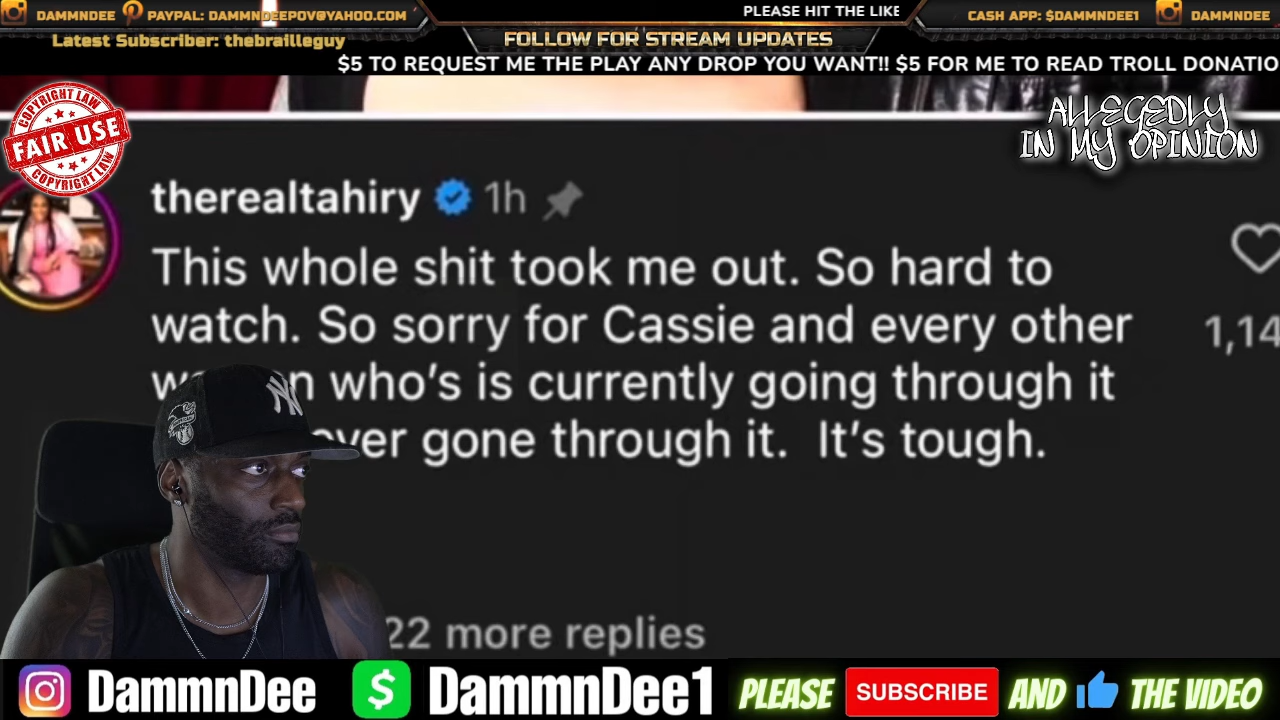 DAMMNDEE PAYPAL: DAMMNDEEPOV@YAHOO.COM
PLEASE HIT THE LIKE
CASH APP: $DAMMNDEE1 DAMMNDEE
Latest Subscriber: thebrailleguy
FOLLOW FOR STREAM UPDATES
$5 TO REQUEST ME THE PLAY ANY DROP YOU WANT!! $5 FOR ME TO READ TROLL DONATIO
COPYRIGHT LAW
FAIR USE
COPYRIGHT LAW
ALLEGEDLY
IN MY OPINION
therealtahiry 1h
This whole shit took me out. So hard to
watch. So sorry for Cassie and every other
who's is currently going through it
gone through it. It's tough.
1,14
22 more replies
NY
DammnDee $ DammnDee1 PLEASE SUBSCRIBE AND THE VIDEO